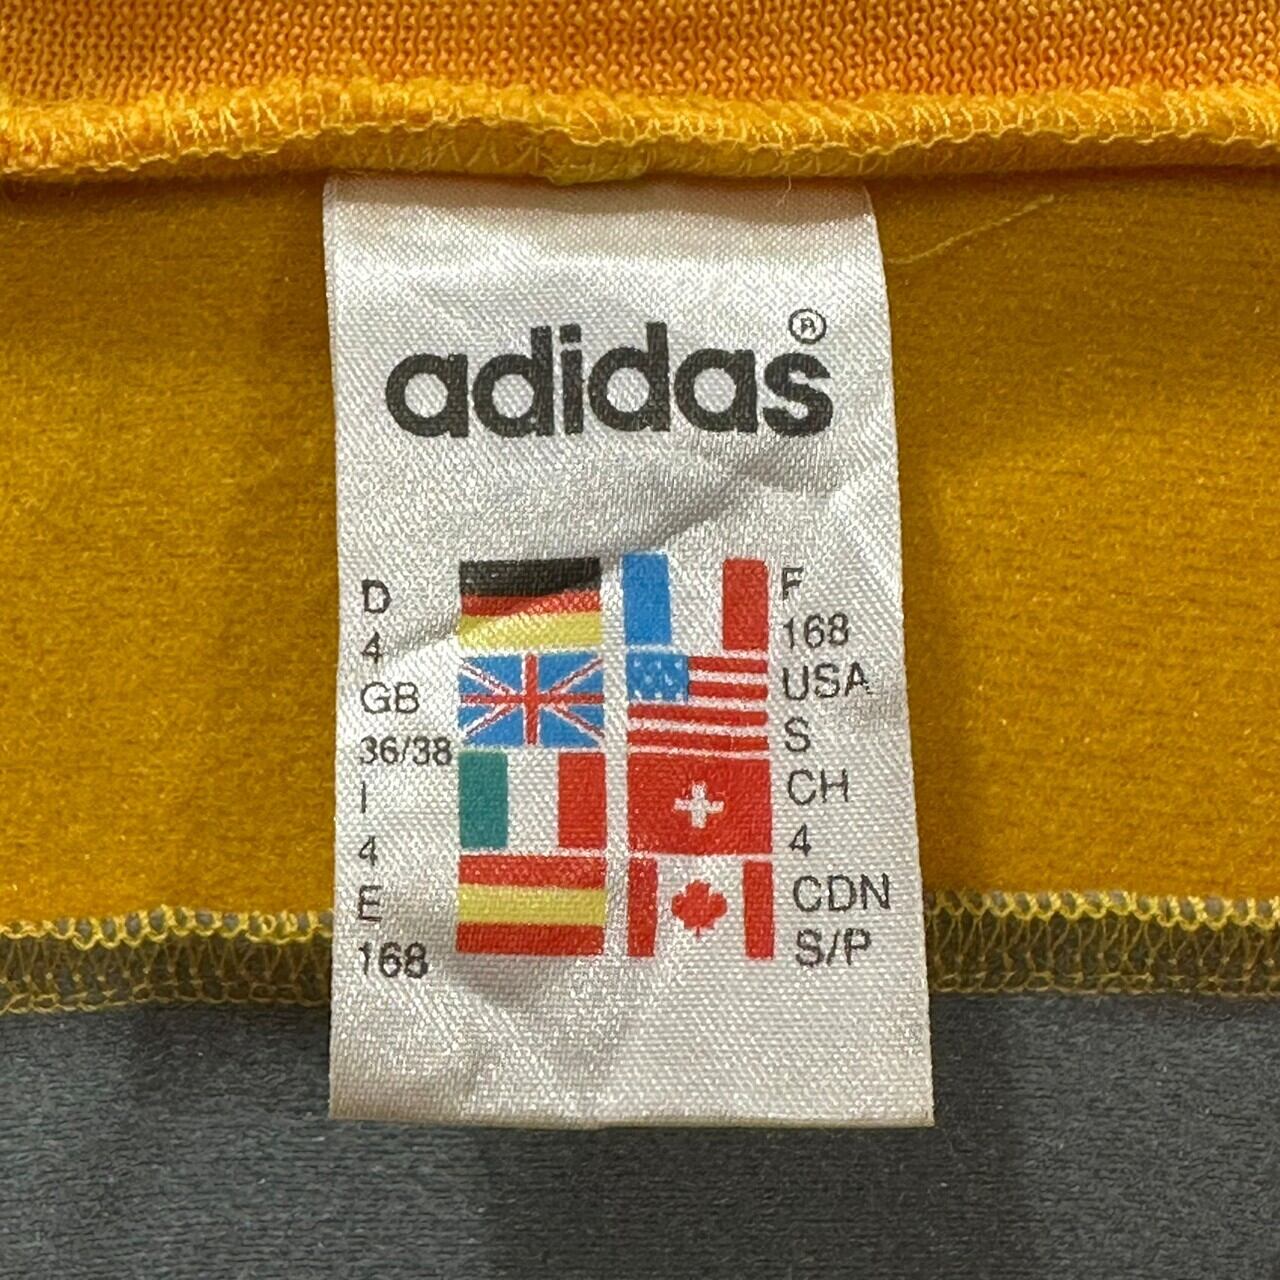 adidas®
D
4
GB
36/38
I
4
E
168
F
168
USA
S
CH
4
CDN
S/P